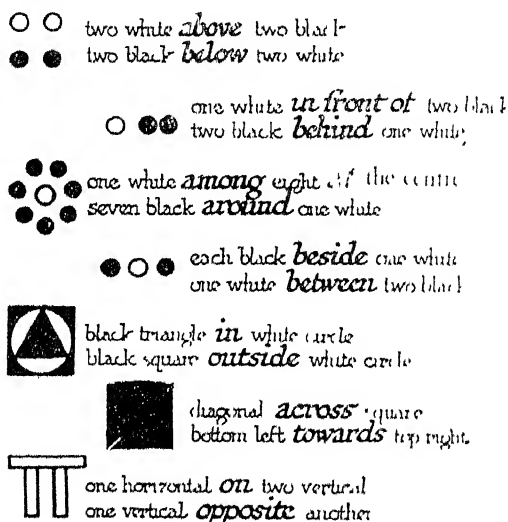 two white above two black
two black below two white
one white in front of two black
two black behind one white
one white among eight at the centre
seven black around one white
each black beside one white
one white between two black
black triangle in white circle
black square outside white circle
diagonal across square
bottom left towards top right
one horizontal on two vertical
one vertical opposite another